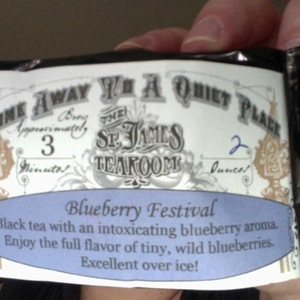 Away To A Quiet Place
Brew
Approximately
THE
3
2
St. James
Minutes
Ounces
Tearoom
Blueberry Festival
Black tea with an intoxicating blueberry aroma.
Enjoy the full flavor of tiny, wild blueberries.
Excellent over ice!